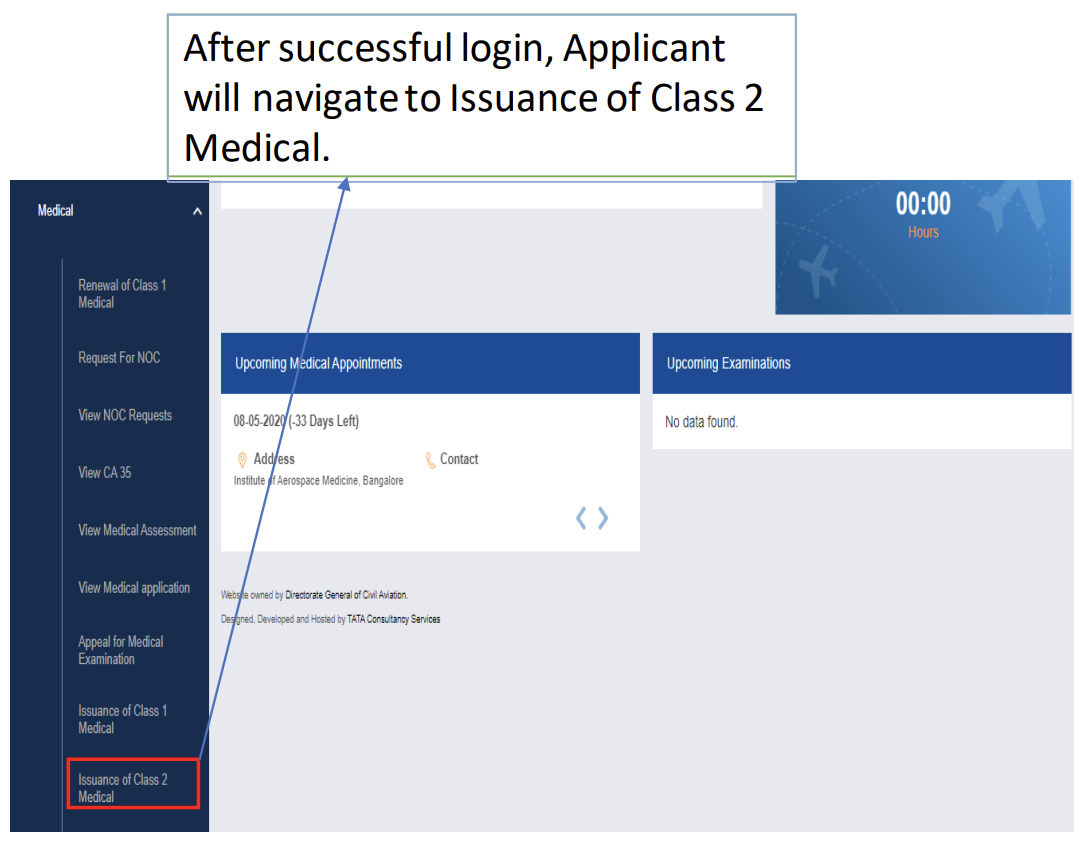 After successful login, Applicant
will navigate to Issuance of Class 2
Medical.
Medical
Renewal of Class 1
Medical
Request For NOC
View NOC Requests
View CA 35
View Medical Assessment
View Medical application
Appeal for Medical
Examination
Issuance of Class 1
Medical
Issuance of Class 2
Medical
00:00
Hours
Upcoming Medical Appointments
08-05-2020 (-33 Days Left)
Address
Contact
Institute of Aerospace Medicine, Bangalore
Upcoming Examinations
No data found.
Website owned by Directorate General of Civil Aviation.
Designed, Developed and Hosted by TATA Consultancy Services